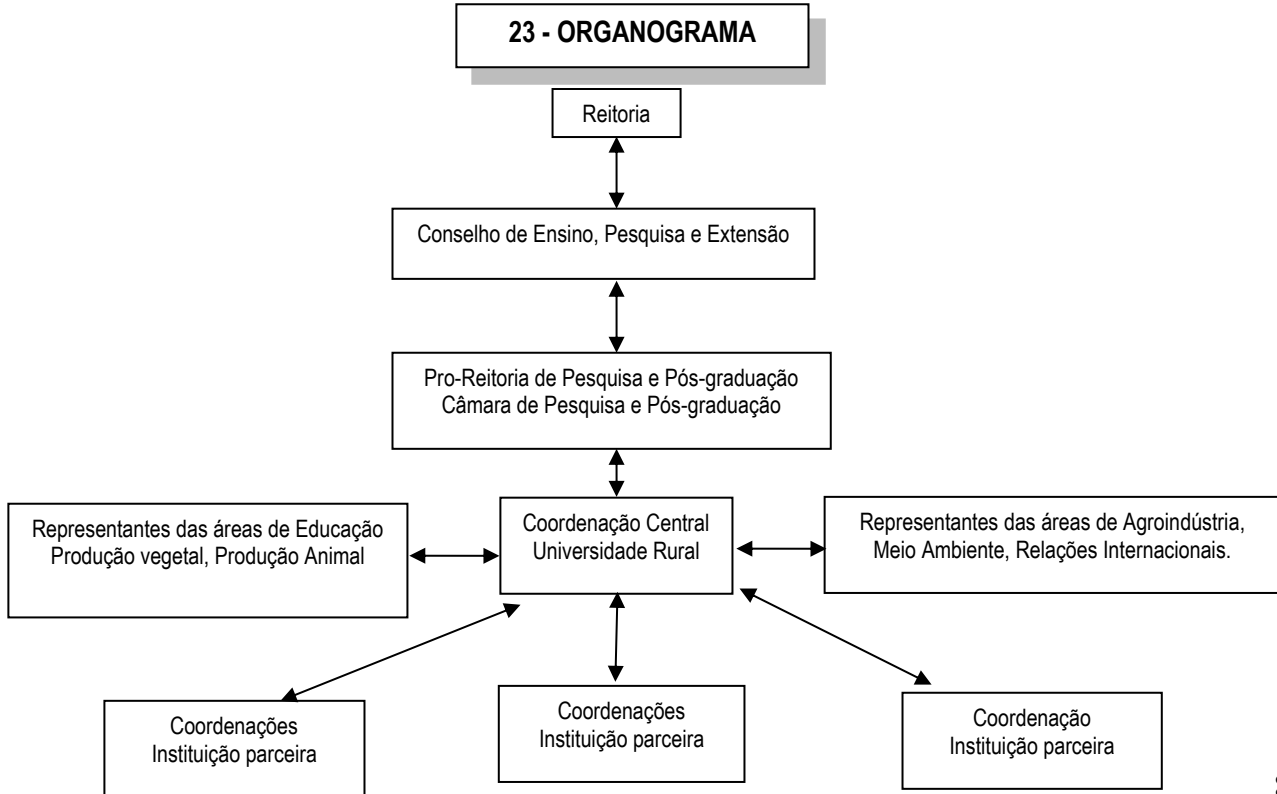 23 - ORGANOGRAMA
Reitoria
Conselho de Ensino, Pesquisa e Extensão
Pro-Reitoria de Pesquisa e Pós-graduação
Câmara de Pesquisa e Pós-graduação
Representantes das áreas de Educação
Produção vegetal, Produção Animal
Coordenação Central
Universidade Rural
Representantes das áreas de Agroindústria,
Meio Ambiente, Relações Internacionais.
Coordenações
Instituição parceira
Coordenações
Instituição parceira
Coordenação
Instituição parceira